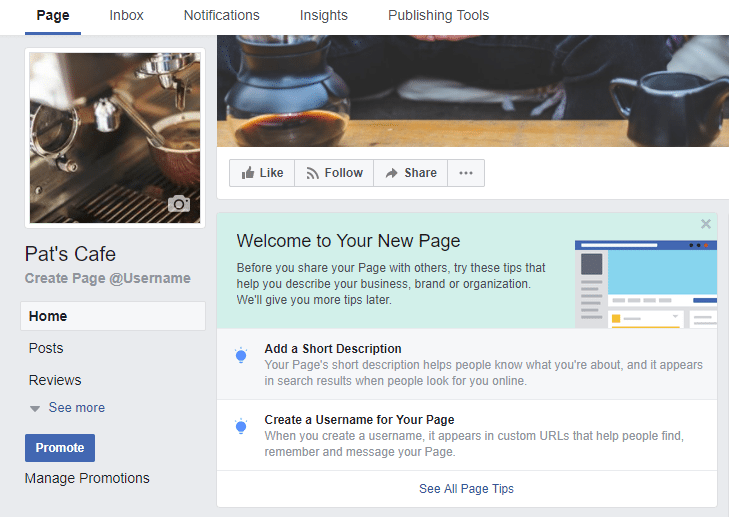 Page Inbox Notifications Insights Publishing Tools
Like Follow Share
Pat's Cafe
Create Page @Username
Home
Posts
Reviews
See more
Promote
Manage Promotions
Welcome to Your New Page
Before you share your Page with others, try these tips that
help you describe your business, brand or organization.
We'll give you more tips later.
Add a Short Description
Your Page's short description helps people know what you're about, and it appears
in search results when people look for you online.
Create a Username for Your Page
When you create a username, it appears in custom URLs that help people find,
remember and message your Page.
See All Page Tips